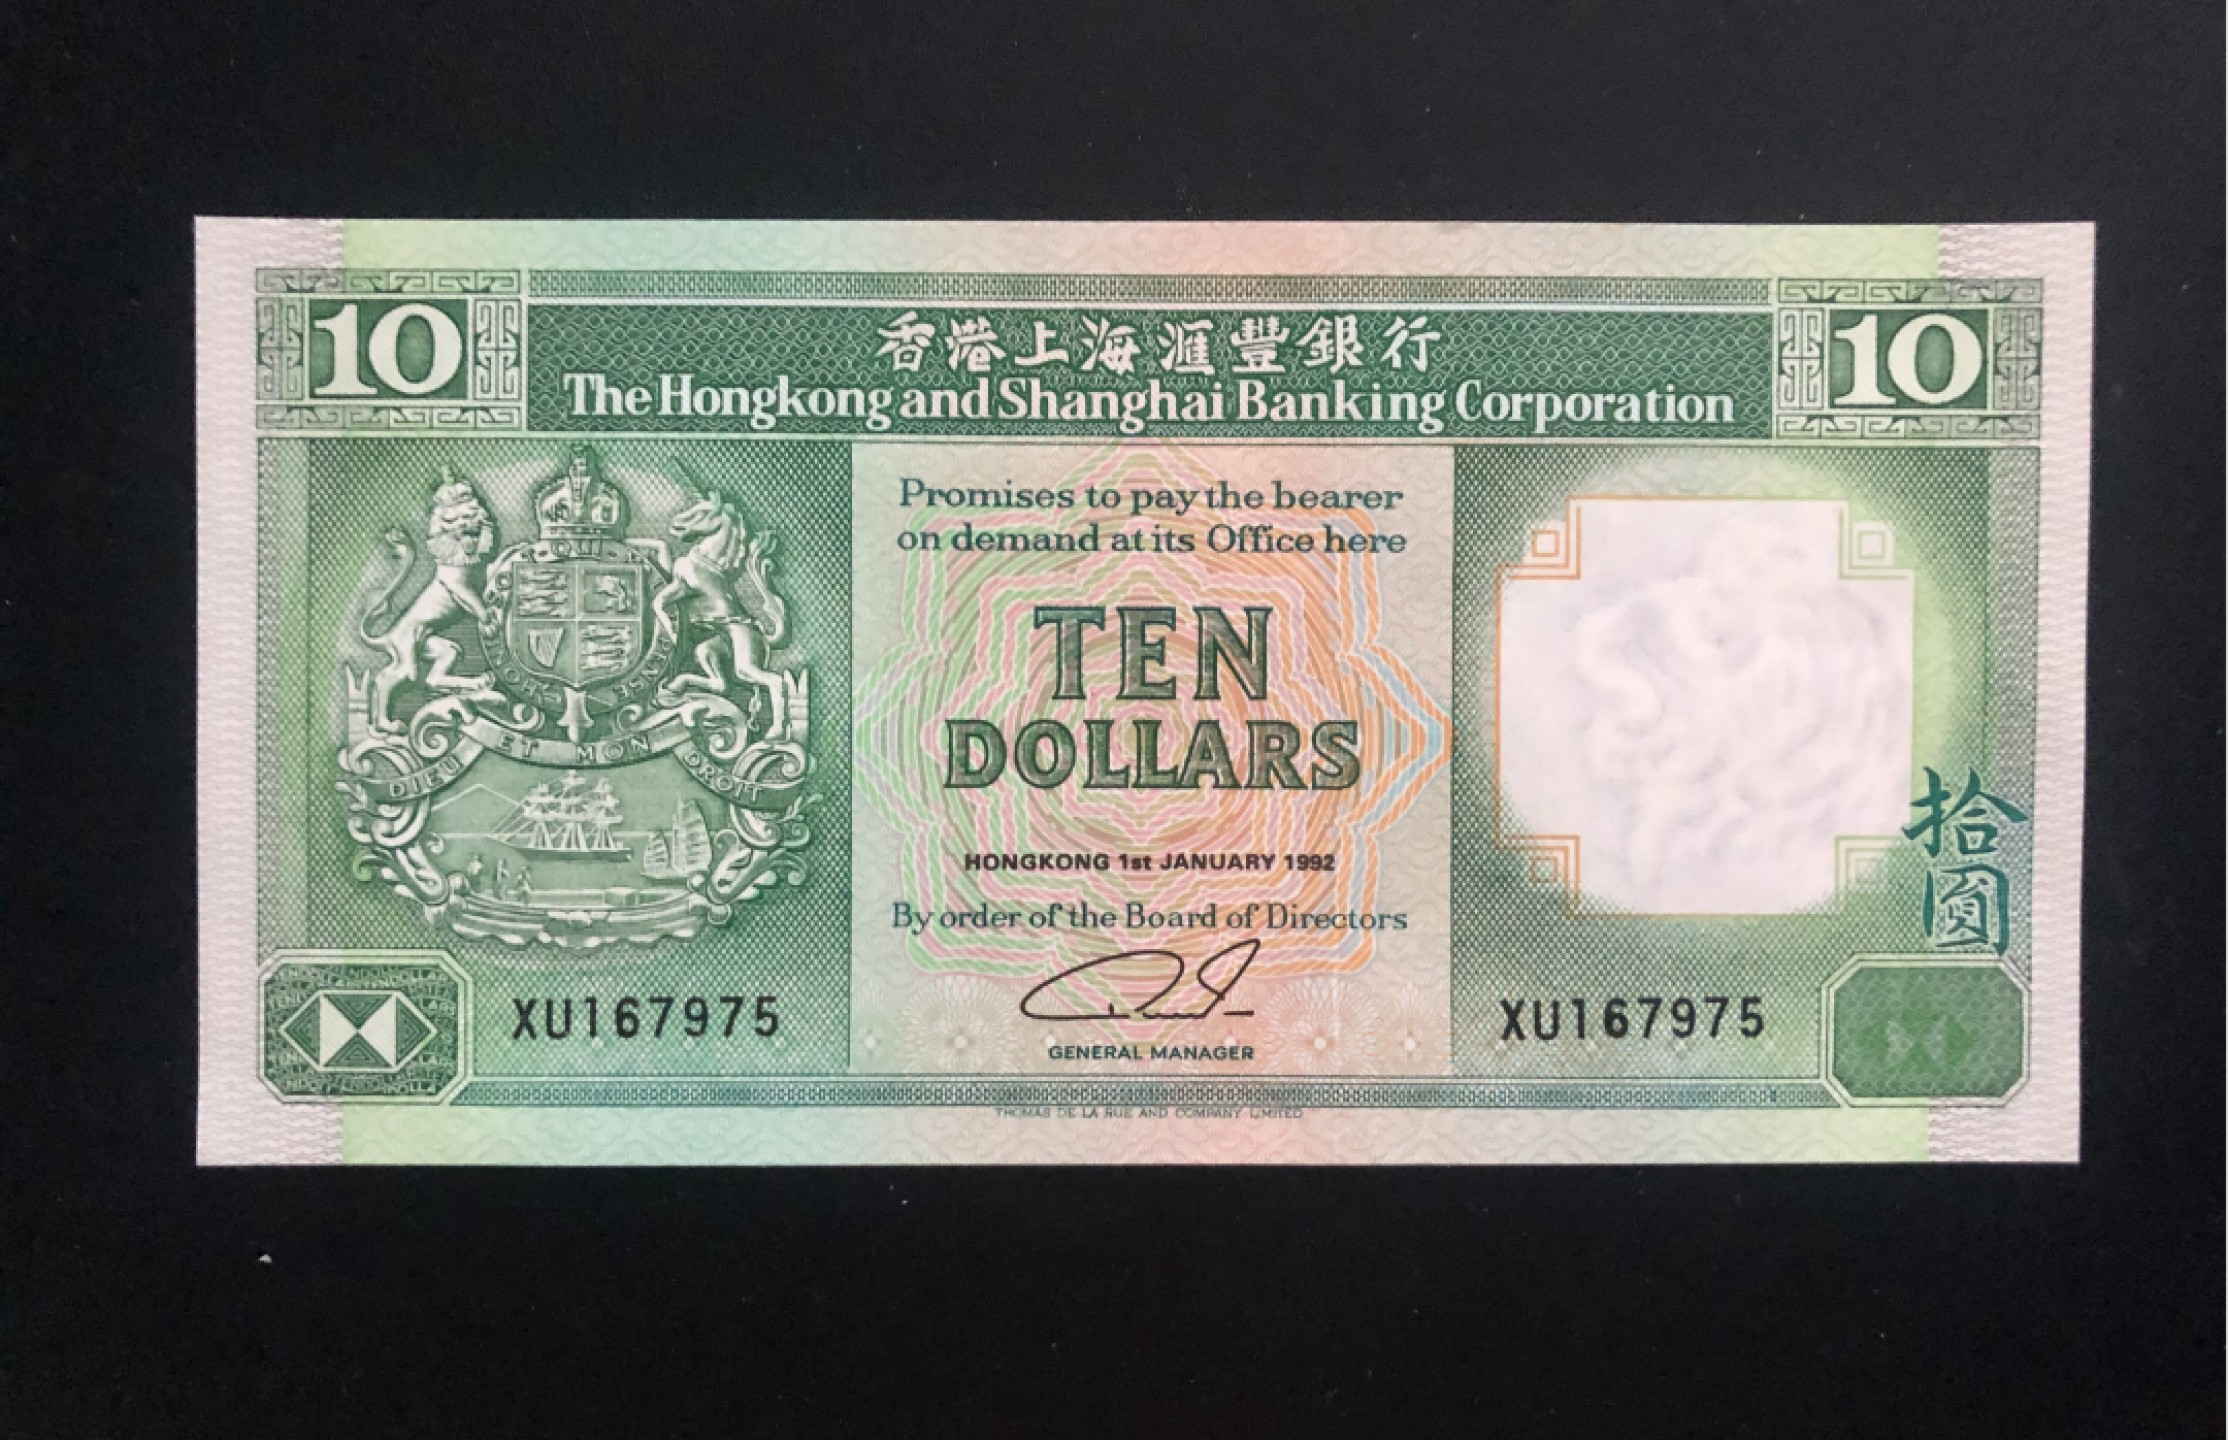 10
香港上海滙豐銀行
10
The Hongkong and Shanghai Banking Corporation
Promises to pay the bearer
on demand at its Office here
TEN
DOLLARS
HONGKONG 1st JANUARY 1992
By order of the Board of Directors
GENERAL MANAGER
XU167975
XU167975
拾
圓
DIEU ET MON DROIT
THOMAS DE LA RUE AND COMPANY LIMITED